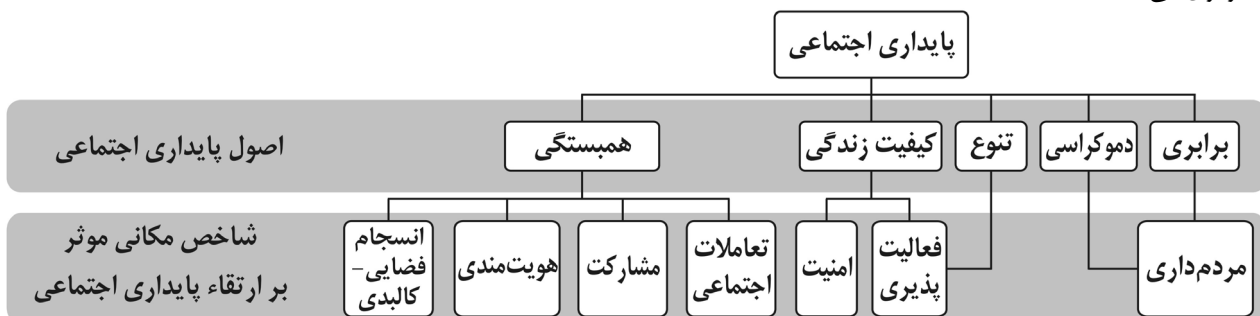 پایداری اجتماعی
برابری
دموکراسی
تنوع
کیفیت زندگی
همبستگی
اصول پایداری اجتماعی
مردم‌داری
فعالیت
پذیری
امنیت
تعاملات
اجتماعی
مشارکت
هویت‌مندی
انسجام
فضایی-
کالبدی
شاخص مکانی موثر
بر ارتقاء پایداری اجتماعی